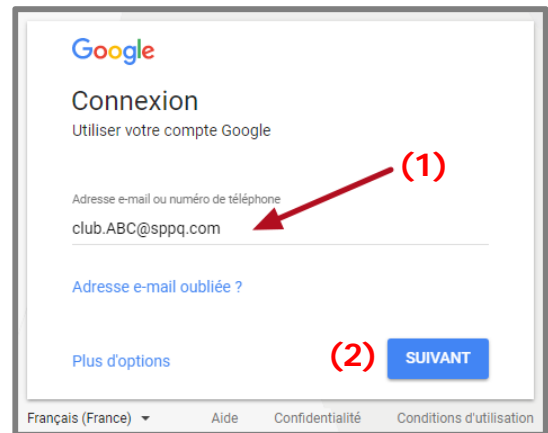 Google
Connexion
Utiliser votre compte Google
(1)
Adresse e-mail ou numéro de téléphone
club.ABC@sppq.com
Adresse e-mail oubliée ?
Plus d'options
(2)
SUIVANT
Français (France)
Aide
Confidentialité
Conditions d'utilisation